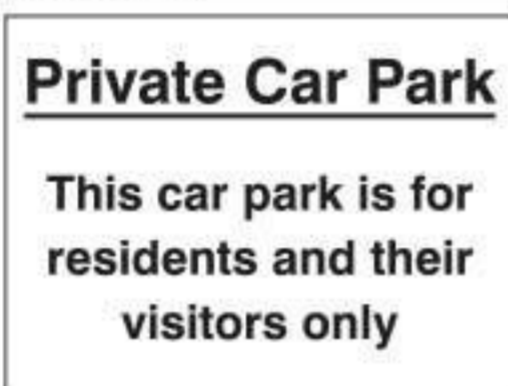 Private Car Park
This car park is for
residents and their
visitors only